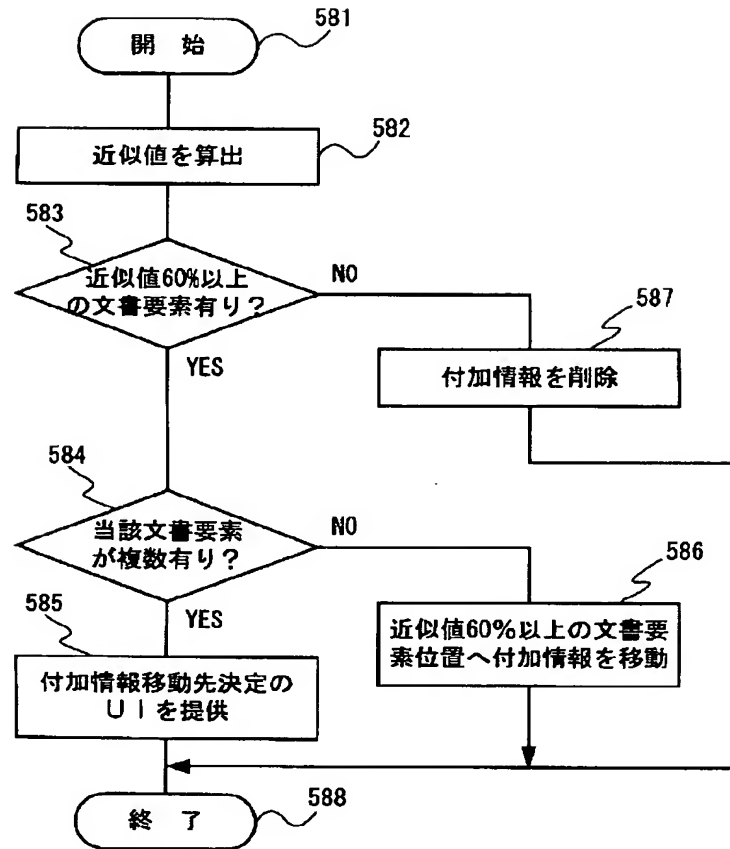 581
開 始
582
近似値を算出
583
近似値60%以上
の文書要素有り?
NO
YES
587
付加情報を削除
584
当該文書要素
が複数有り?
NO
YES
586
近似値60%以上の文書要
素位置へ付加情報を移動
585
付加情報移動先決定の
UIを提供
588
終 了